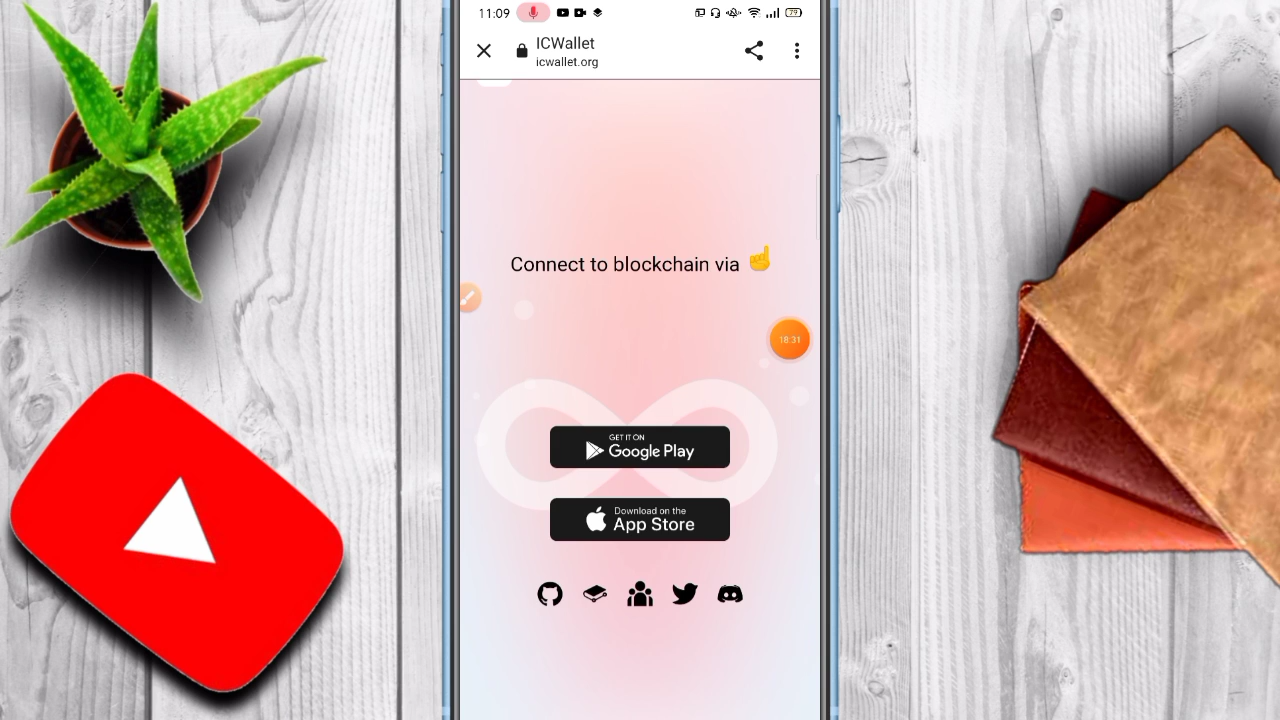 11:09
79
ICWallet
icwallet.org
Connect to blockchain via ☝
18:31
GET IT ON
Google Play
Download on the
App Store